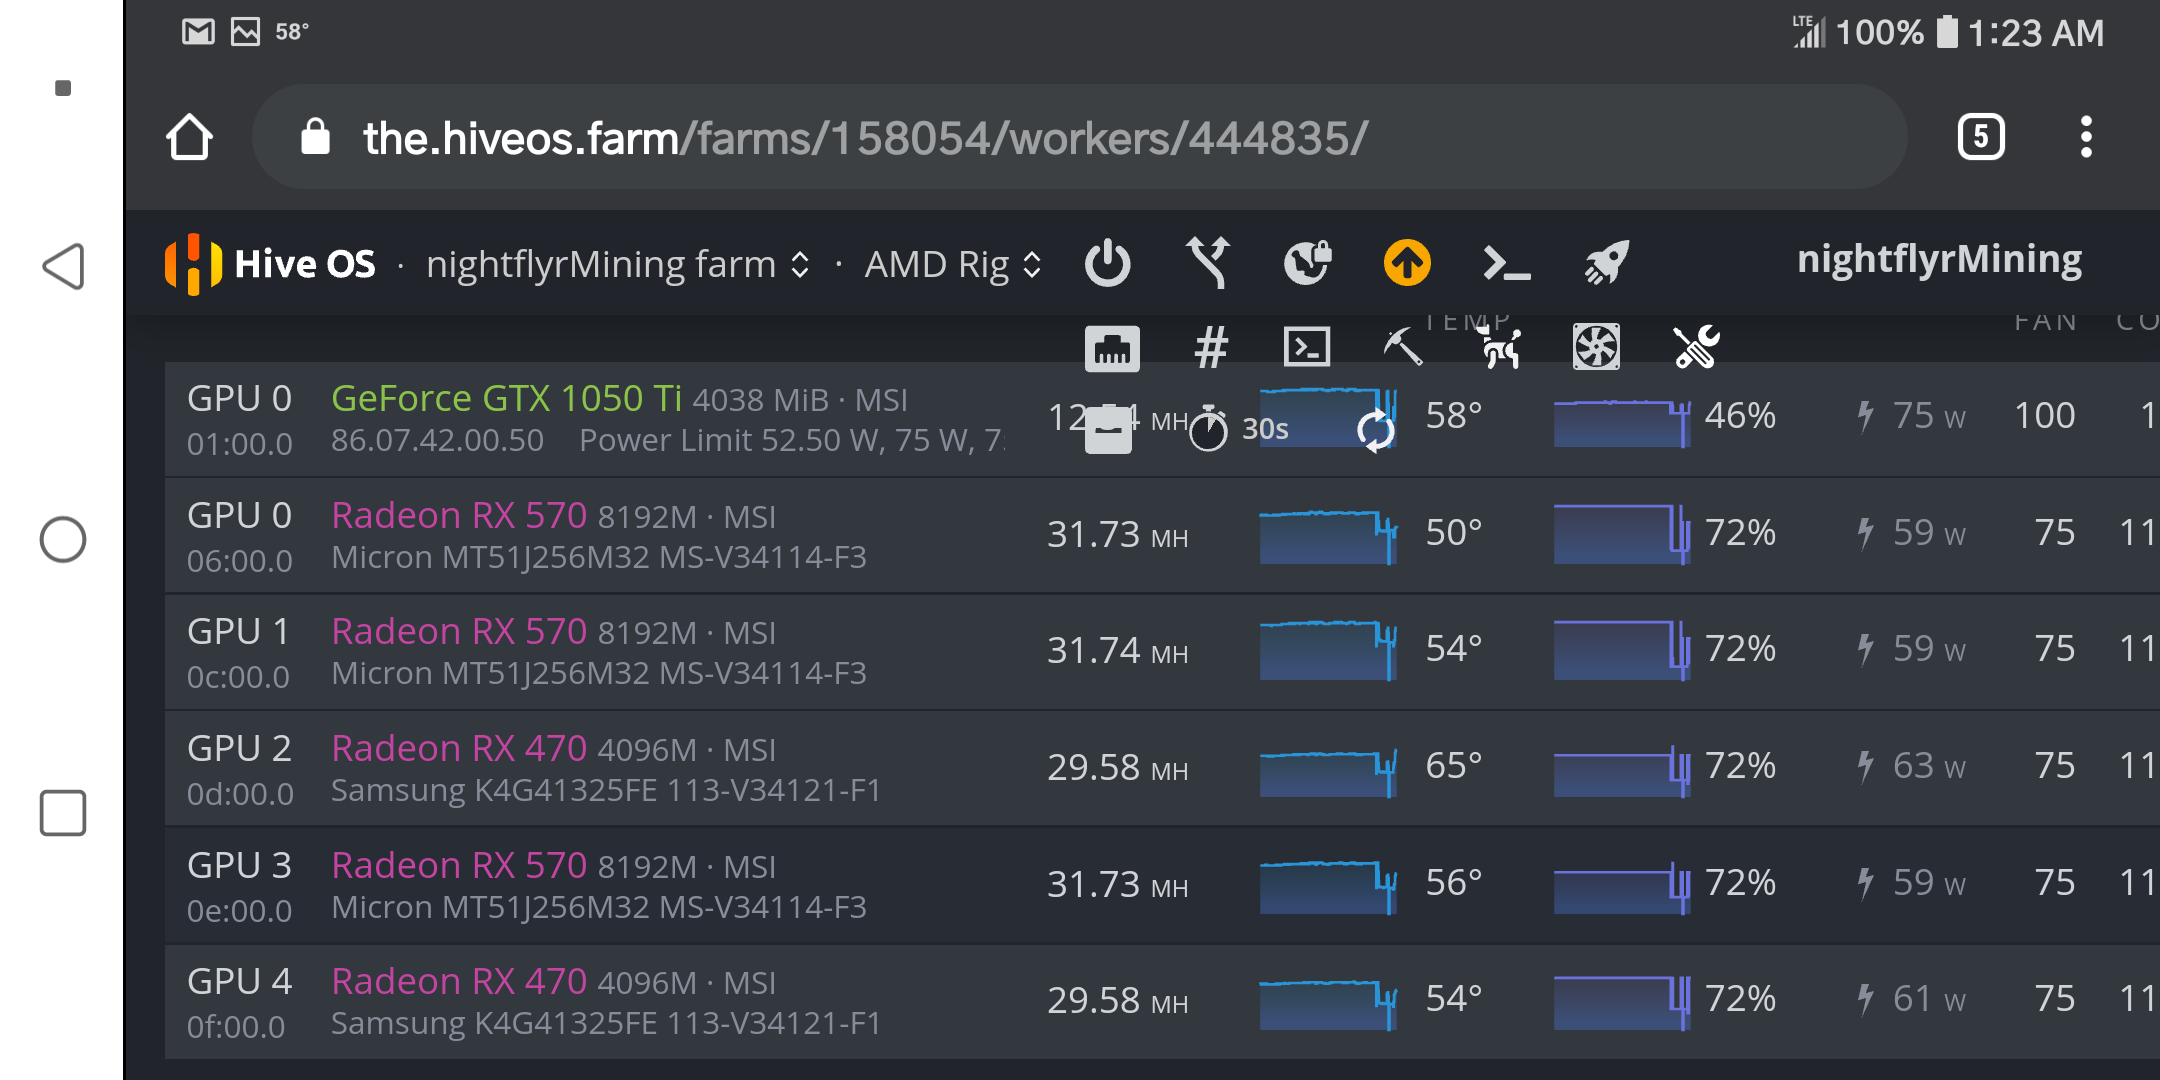 58°
LTE 100% 1:23 AM
the.hiveos.farm/farms/158054/workers/444835/
5
Hive OS · nightflyrMining farm · AMD Rig
nightflyrMining
TEMP FAN CO
#
GPU 0 GeForce GTX 1050 Ti 4038 MiB · MSI
01:00.0 86.07.42.00.50 Power Limit 52.50 W, 75 W,
MH 30s 58° 46% 75 W 100 1
GPU 0 Radeon RX 570 8192M · MSI
06:00.0 Micron MT51J256M32 MS-V34114-F3
31.73 MH 50° 72% 59 W 75 11
GPU 1 Radeon RX 570 8192M · MSI
0c:00.0 Micron MT51J256M32 MS-V34114-F3
31.74 MH 54° 72% 59 W 75 11
GPU 2 Radeon RX 470 4096M · MSI
0d:00.0 Samsung K4G41325FE 113-V34121-F1
29.58 MH 65° 72% 63 W 75 11
GPU 3 Radeon RX 570 8192M · MSI
0e:00.0 Micron MT51J256M32 MS-V34114-F3
31.73 MH 56° 72% 59 W 75 11
GPU 4 Radeon RX 470 4096M · MSI
0f:00.0 Samsung K4G41325FE 113-V34121-F1
29.58 MH 54° 72% 61 W 75 11